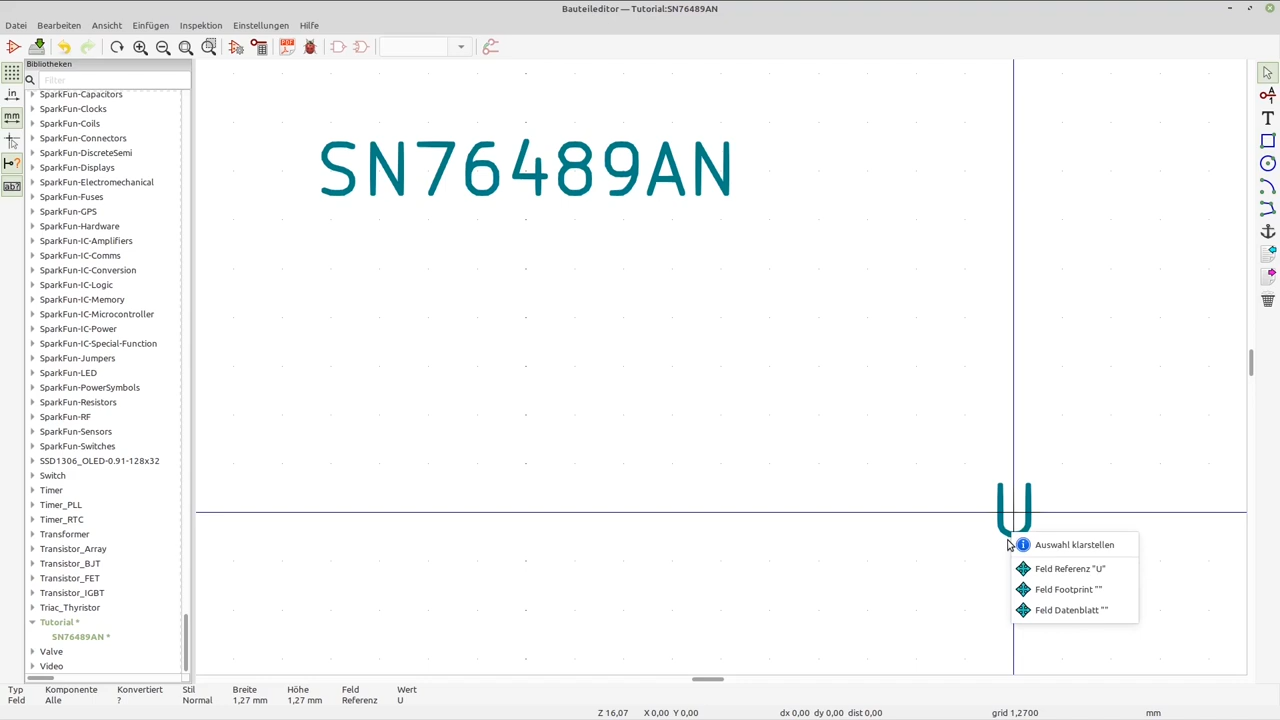 Bauteileditor — Tutorial:SN76489AN
Datei Bearbeiten Ansicht Einfügen Inspektion Einstellungen Hilfe
PDF
Bibliotheken
Filter
in
mm
ab?
A
T
SparkFun-Capacitors
SparkFun-Clocks
SparkFun-Coils
SparkFun-Connectors
SparkFun-DiscreteSemi
SparkFun-Displays
SparkFun-Electromechanical
SparkFun-Fuses
SparkFun-GPS
SparkFun-Hardware
SparkFun-IC-Amplifiers
SparkFun-IC-Comms
SparkFun-IC-Conversion
SparkFun-IC-Logic
SparkFun-IC-Memory
SparkFun-IC-Microcontroller
SparkFun-IC-Power
SparkFun-IC-Special-Function
SparkFun-Jumpers
SparkFun-LED
SparkFun-PowerSymbols
SparkFun-Resistors
SparkFun-RF
SparkFun-Sensors
SparkFun-Switches
SSD1306_OLED-0.91-128x32
Switch
Timer
Timer_PLL
Timer_RTC
Transformer
Transistor_Array
Transistor_BJT
Transistor_FET
Transistor_IGBT
Triac_Thyristor
Tutorial *
SN76489AN *
Valve
Video
SN76489AN
U
Auswahl klarstellen
Feld Referenz "U"
Feld Footprint ""
Feld Datenblatt ""
Typ Komponente Konvertiert Stil Breite Höhe Feld Wert
Feld Alle ? Normal 1,27 mm 1,27 mm Referenz U
Z 16,07 X 0,00 Y 0,00 dx 0,00 dy 0,00 dist 0,00 grid 1,2700 mm